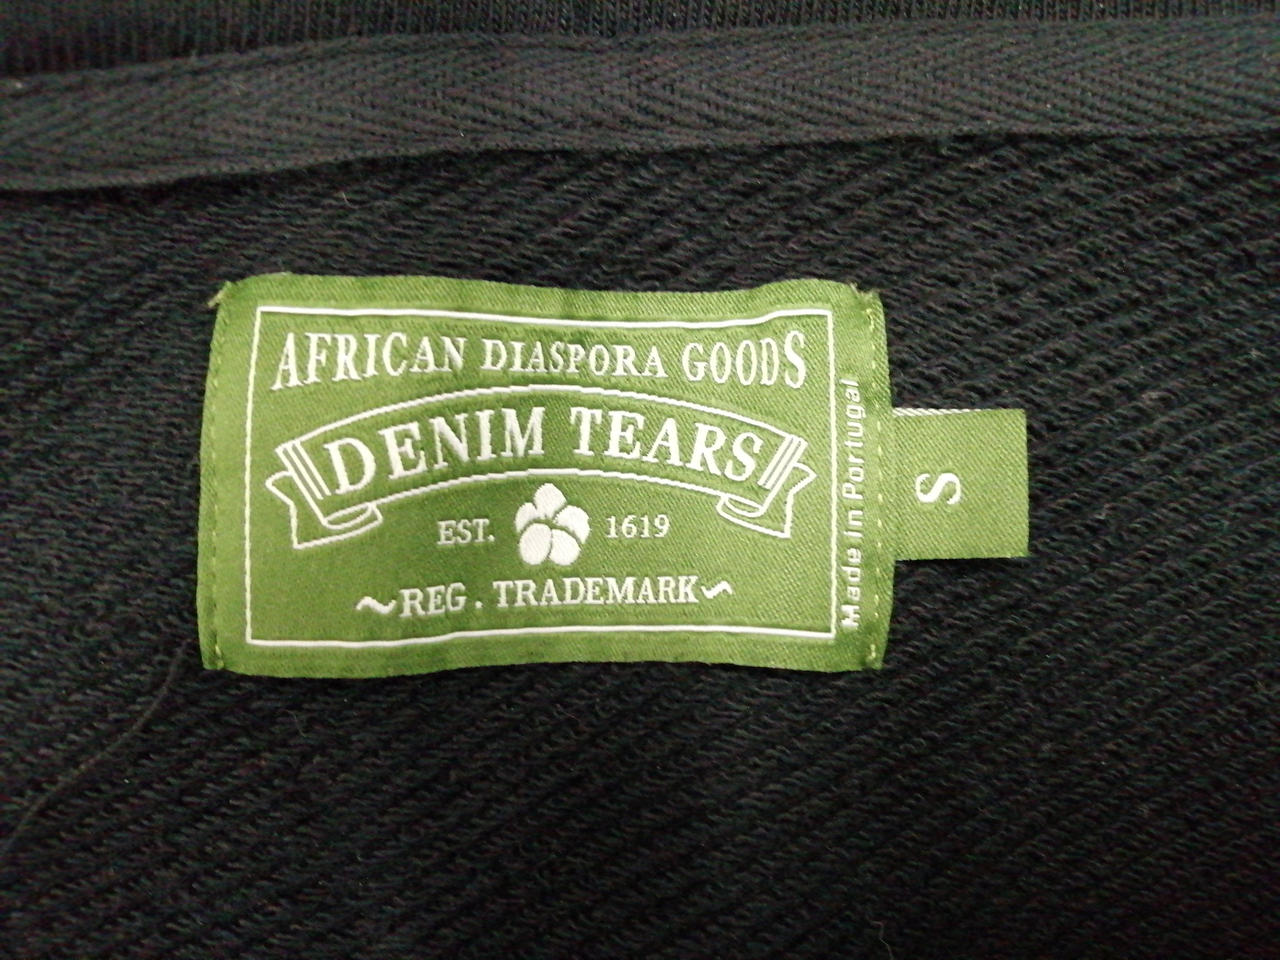 AFRICAN DIASPORA GOODS
DENIM TEARS
EST. 1619
~REG. TRADEMARK~
Made in Portugal
S